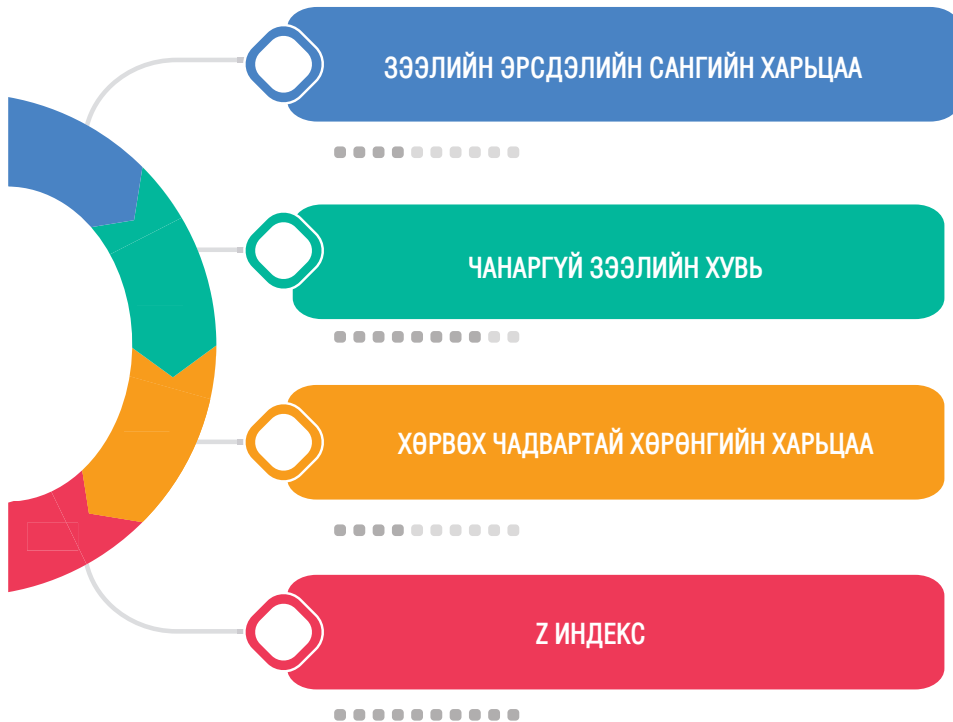 ЗЭЭЛИЙН ЭРСДЭЛИЙН САНГИЙН ХАРЬЦАА
ЧАНАРГҮЙ ЗЭЭЛИЙН ХУВЬ
ХӨРВӨХ ЧАДВАРТАЙ ХӨРӨНГИЙН ХАРЬЦАА
Z ИНДЕКС